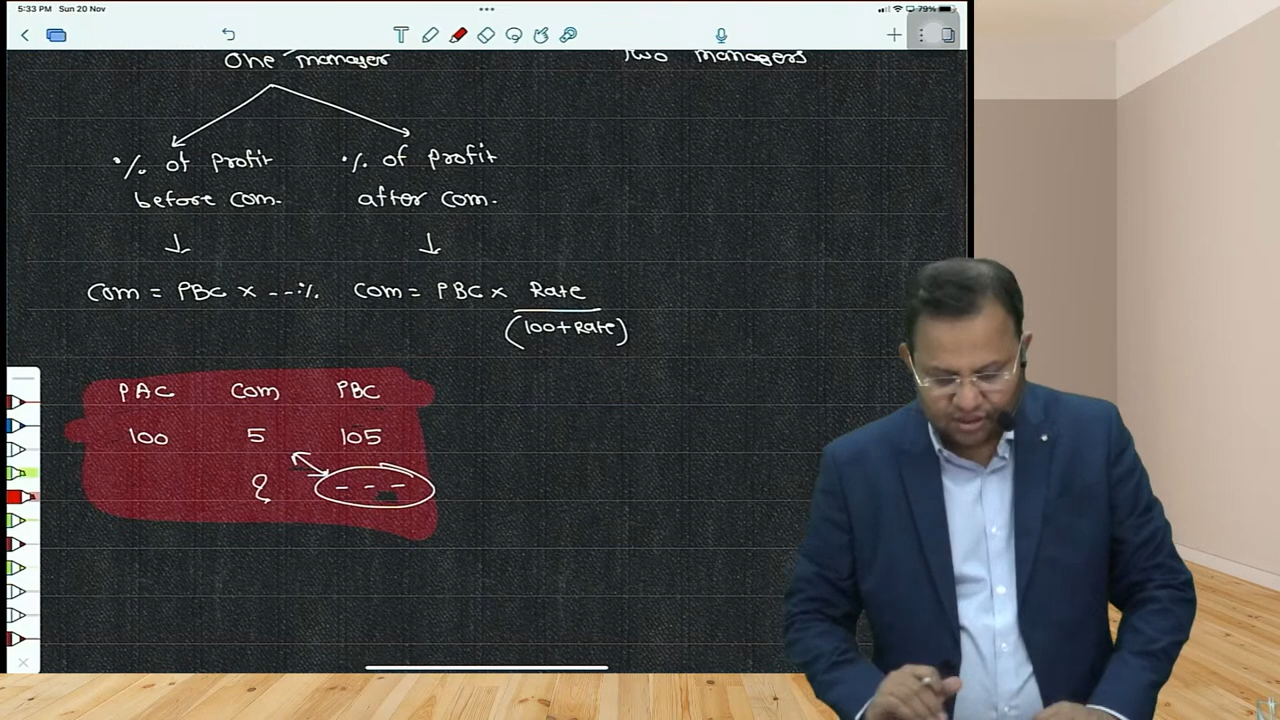 5:33 PM Sun 20 Nov
79%
One manager
Two managers
% of profit before com.
% of profit after com.
Com = PBC x --%
Com = PBC x Rate
(100+Rate)
PAC Com PBC
100 5 105
? ---